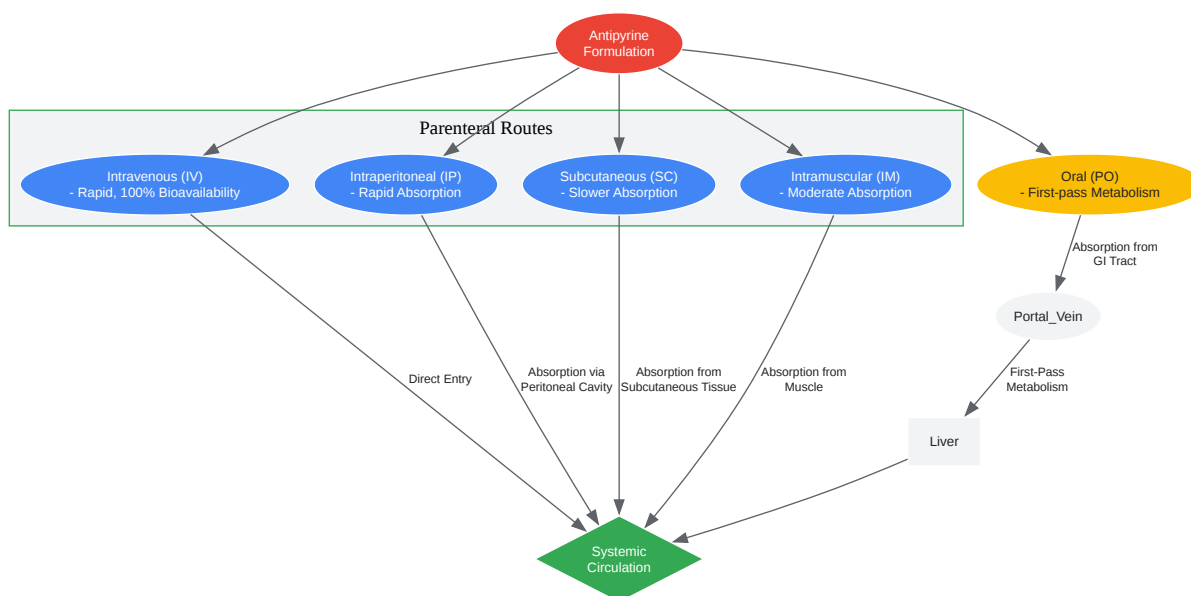 Antipyrine
Formulation
Parenteral Routes
Intravenous (IV)
- Rapid, 100% Bioavailability
Intraperitoneal (IP)
- Rapid Absorption
Subcutaneous (SC)
- Slower Absorption
Intramuscular (IM)
- Moderate Absorption
Oral (PO)
- First-pass Metabolism
Absorption from
GI Tract
Portal_Vein
Direct Entry
Absorption via
Peritoneal Cavity
Absorption from
Subcutaneous Tissue
Absorption from
Muscle
First-Pass
Metabolism
Liver
Systemic
Circulation